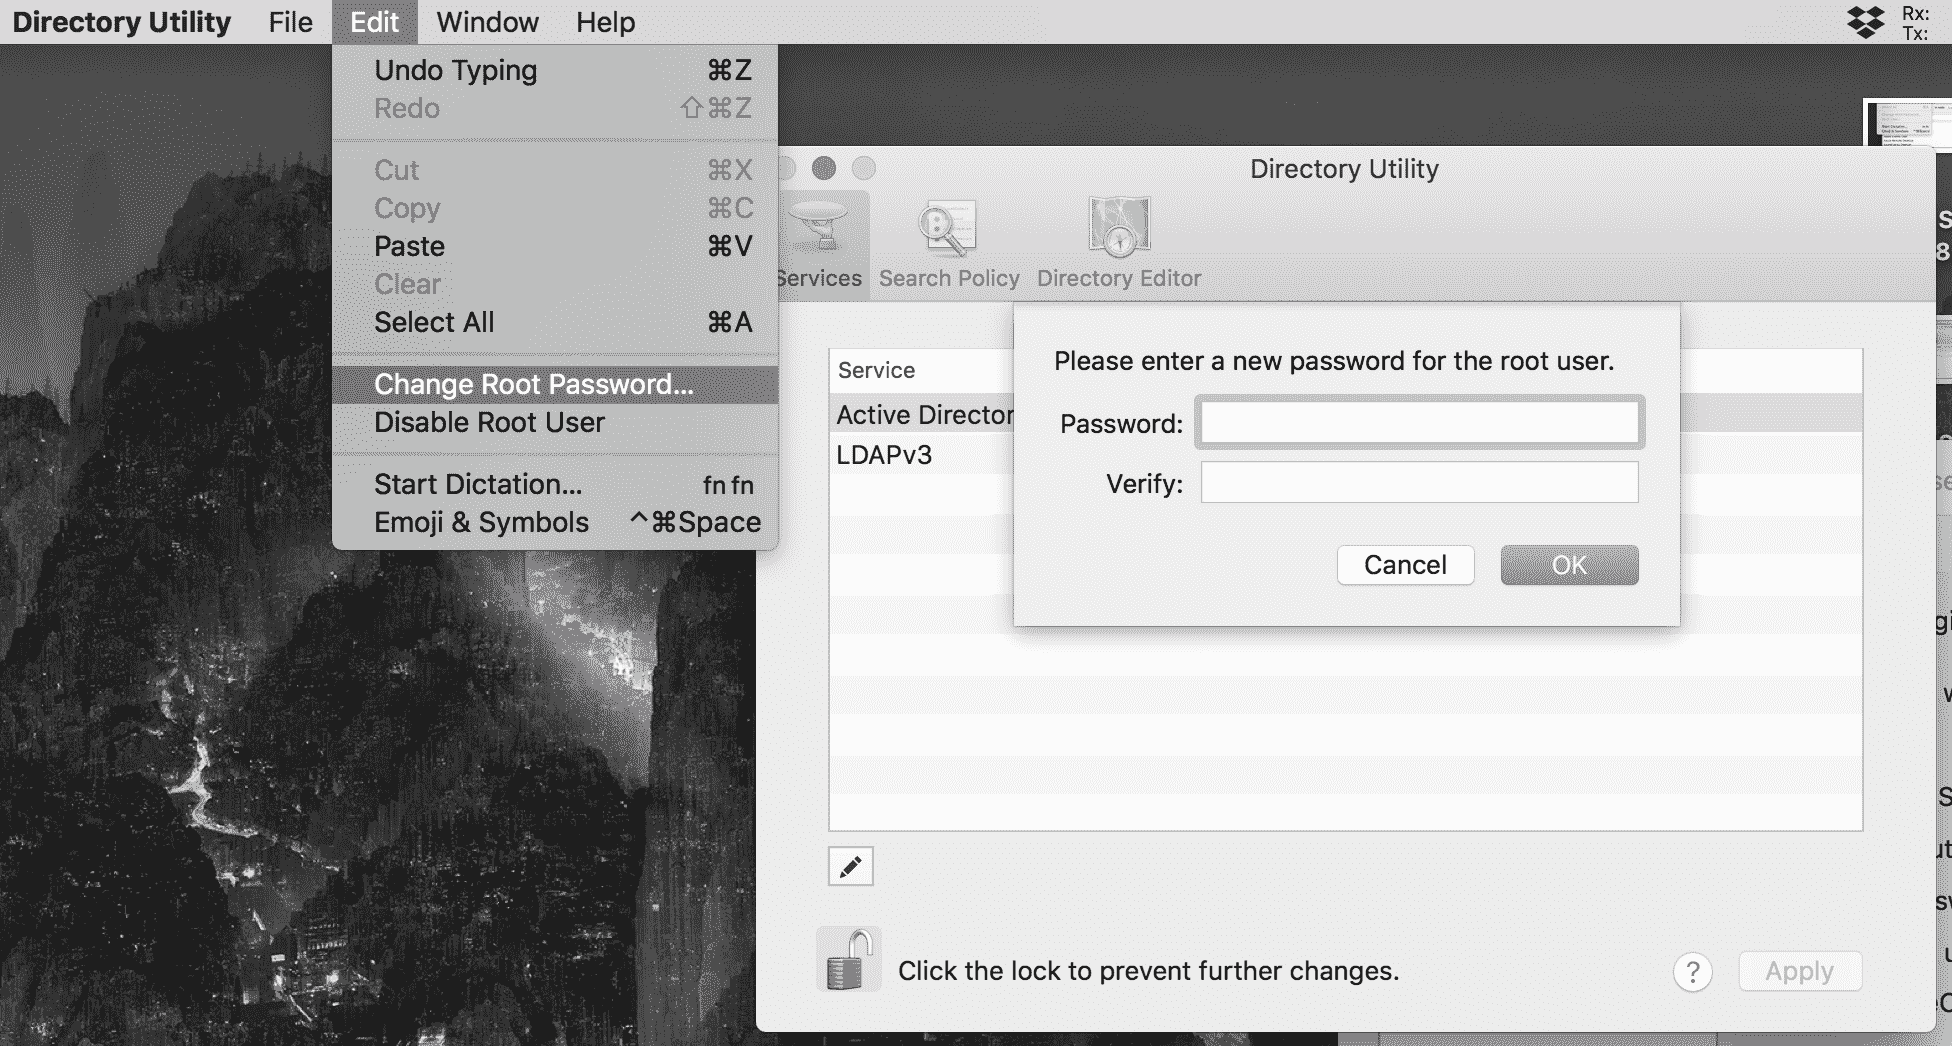 Directory Utility File Edit Window Help
Rx:
Tx:
Undo Typing ⌘Z
Redo ⇧⌘Z
Cut ⌘X
Copy ⌘C
Paste ⌘V
Clear
Select All ⌘A
Change Root Password...
Disable Root User
Start Dictation... fn fn
Emoji & Symbols ^⌘Space
Directory Utility
Services Search Policy Directory Editor
Please enter a new password for the root user.
Password:
Verify:
Cancel OK
Service
Active Director
LDAPv3
Click the lock to prevent further changes.
? Apply